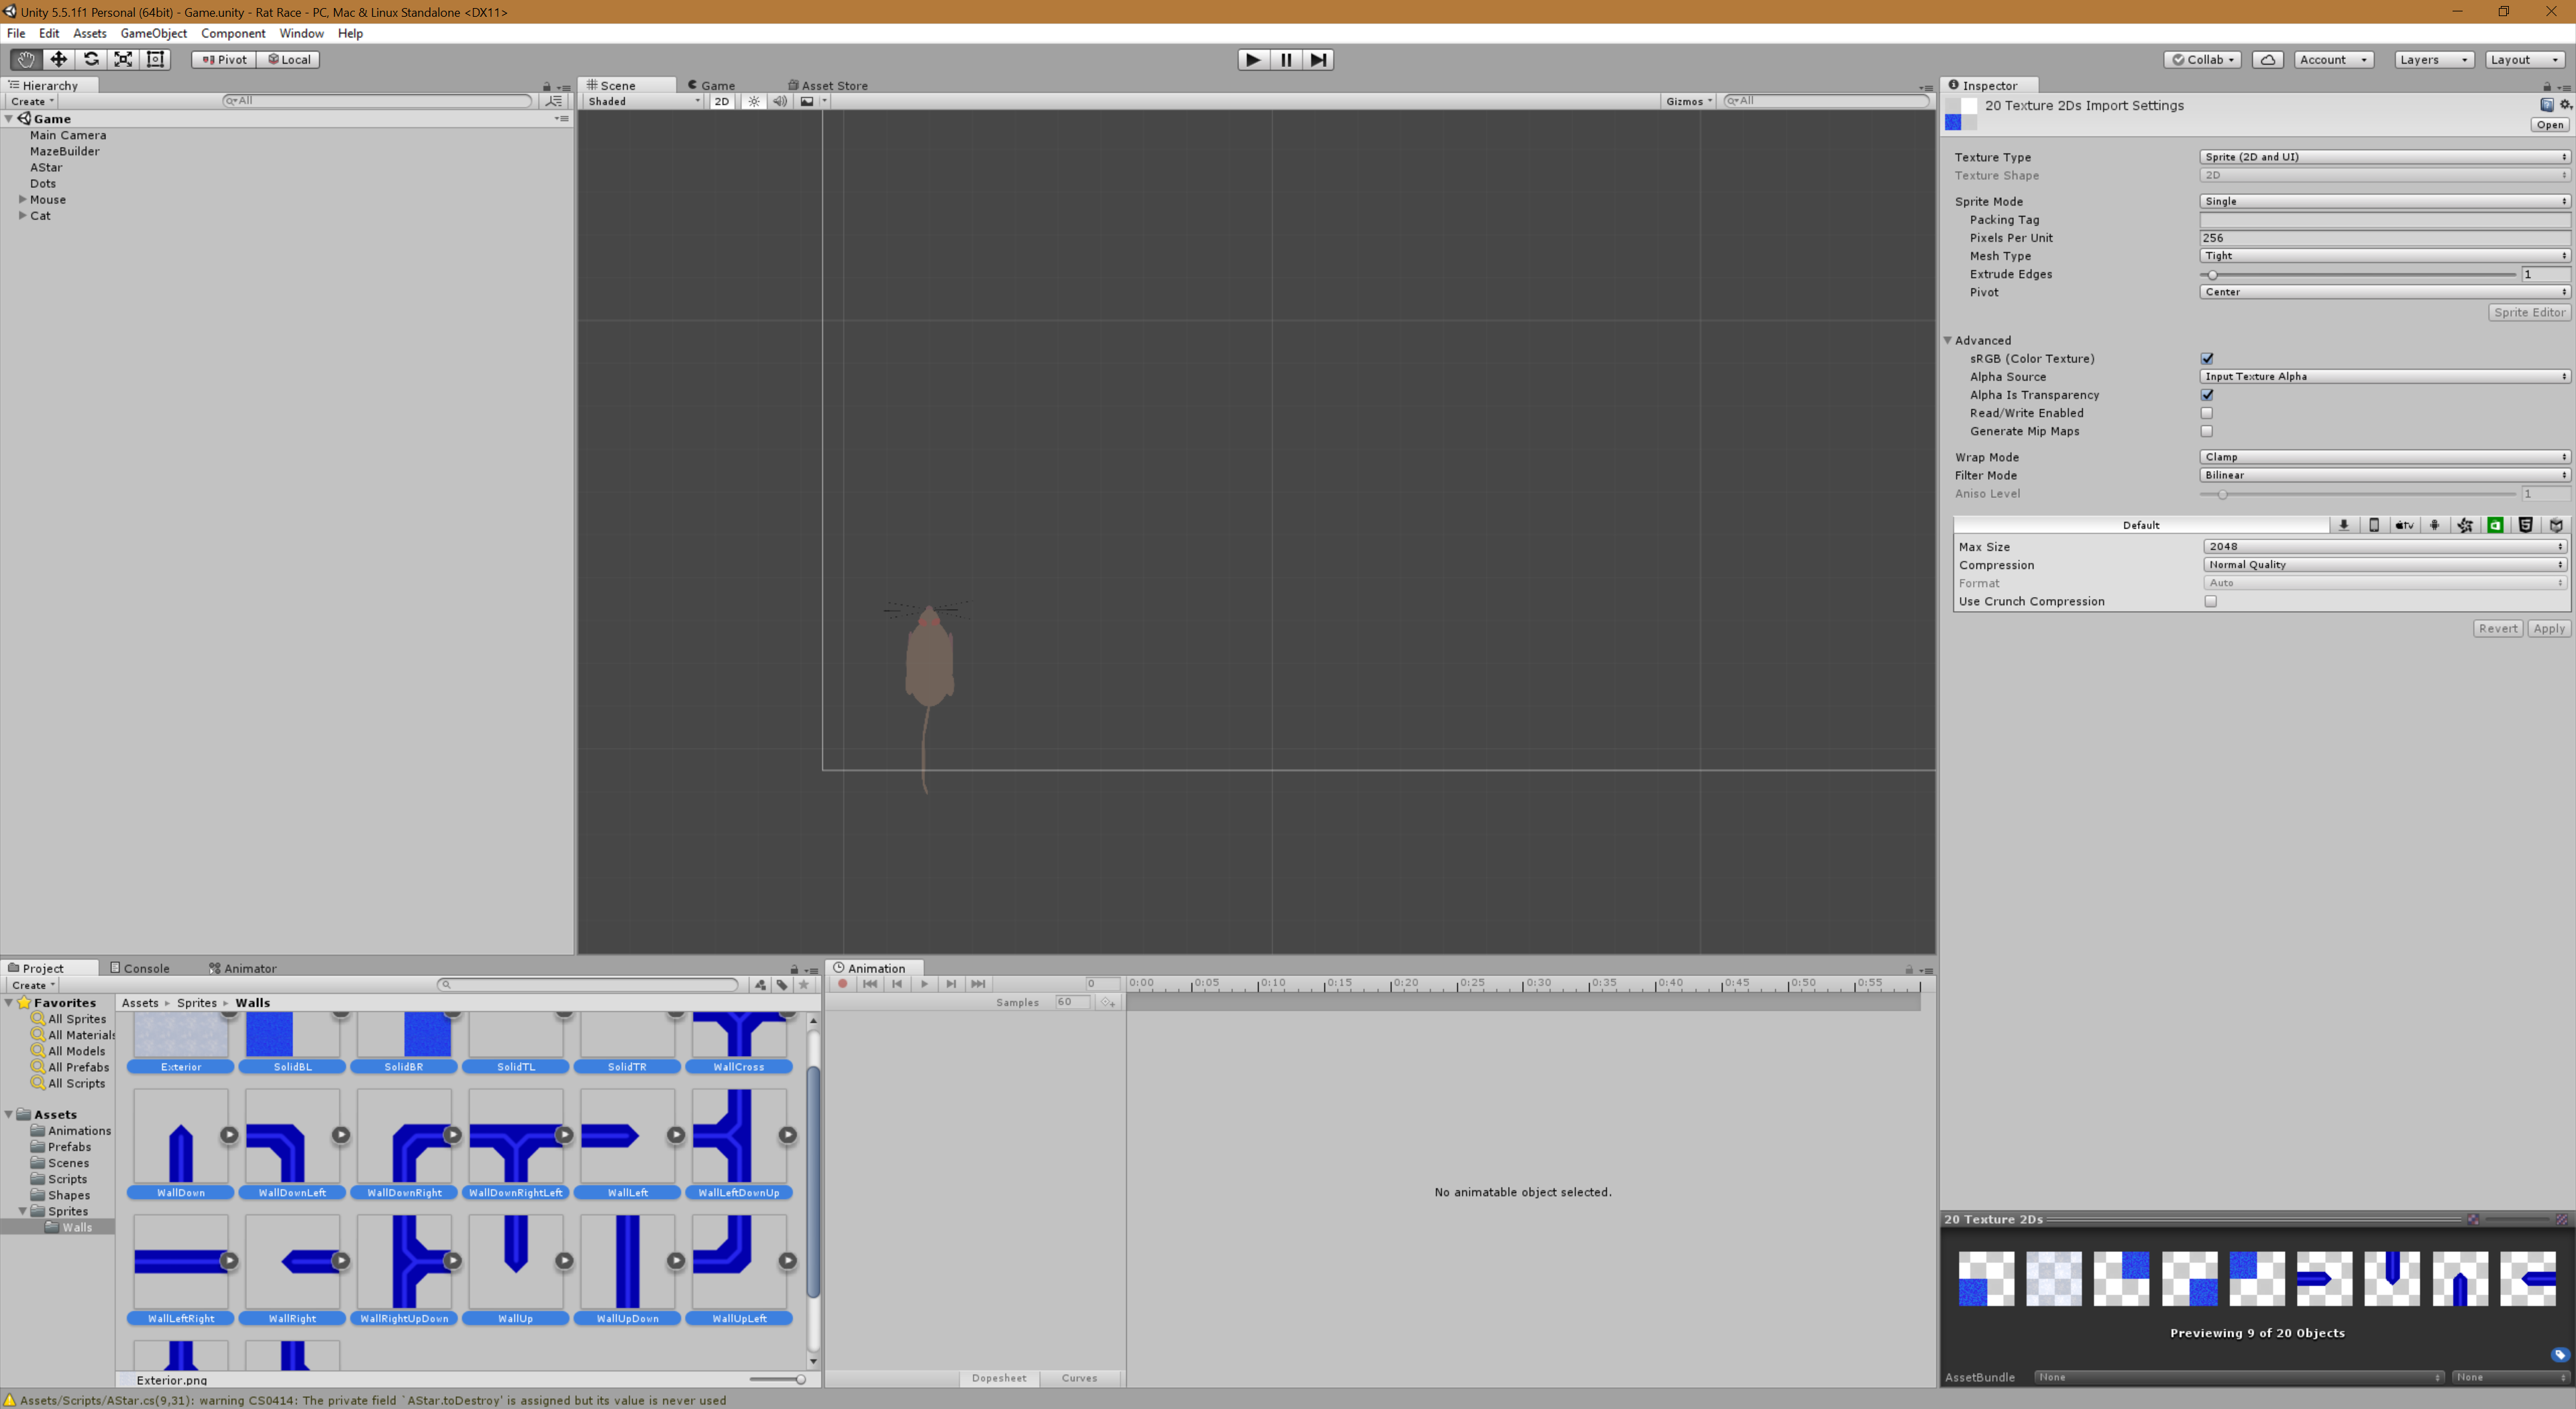 Unity 5.5.1f1 Personal (64bit) - Game.unity - Rat Race - PC, Mac & Linux Standalone <DX11>
File Edit Assets GameObject Component Window Help
Pivot Local Collab Account Layers Layout
Hierarchy
Create All
Game
Main Camera
MazeBuilder
AStar
Dots
Mouse
Cat
Scene Game Asset Store
Shaded 2D Gizmos All
Inspector
20 Texture 2Ds Import Settings
Open
Texture Type Sprite (2D and UI)
Texture Shape 2D
Sprite Mode Single
Packing Tag
Pixels Per Unit 256
Mesh Type Tight
Extrude Edges 1
Pivot Center
Sprite Editor
Advanced
sRGB (Color Texture)
Alpha Source Input Texture Alpha
Alpha Is Transparency
Read/Write Enabled
Generate Mip Maps
Wrap Mode Clamp
Filter Mode Bilinear
Aniso Level 1
Default
Max Size 2048
Compression Normal Quality
Format Auto
Use Crunch Compression
Revert Apply
Project Console Animator
Create
Favorites
All Sprites
All Materials
All Models
All Prefabs
All Scripts
Assets
Animations
Prefabs
Scenes
Scripts
Shapes
Sprites
Walls
Assets Sprites Walls
Exterior SolidBL SolidBR SolidTL SolidTR WallCross
WallDown WallDownLeft WallDownRight WallDownRightLeft WallLeft WallLeftDownUp
WallLeftRight WallRight WallRightUpDown WallUp WallUpDown WallUpLeft
Exterior.png
Animation
0 0:00 0:05 0:10 0:15 0:20 0:25 0:30 0:35 0:40 0:45 0:50 0:55
Samples 60
No animatable object selected.
Dopesheet Curves
20 Texture 2Ds
Previewing 9 of 20 Objects
AssetBundle None None
Assets/Scripts/AStar.cs(9,31): warning CS0414: The private field `AStar.toDestroy' is assigned but its value is never used